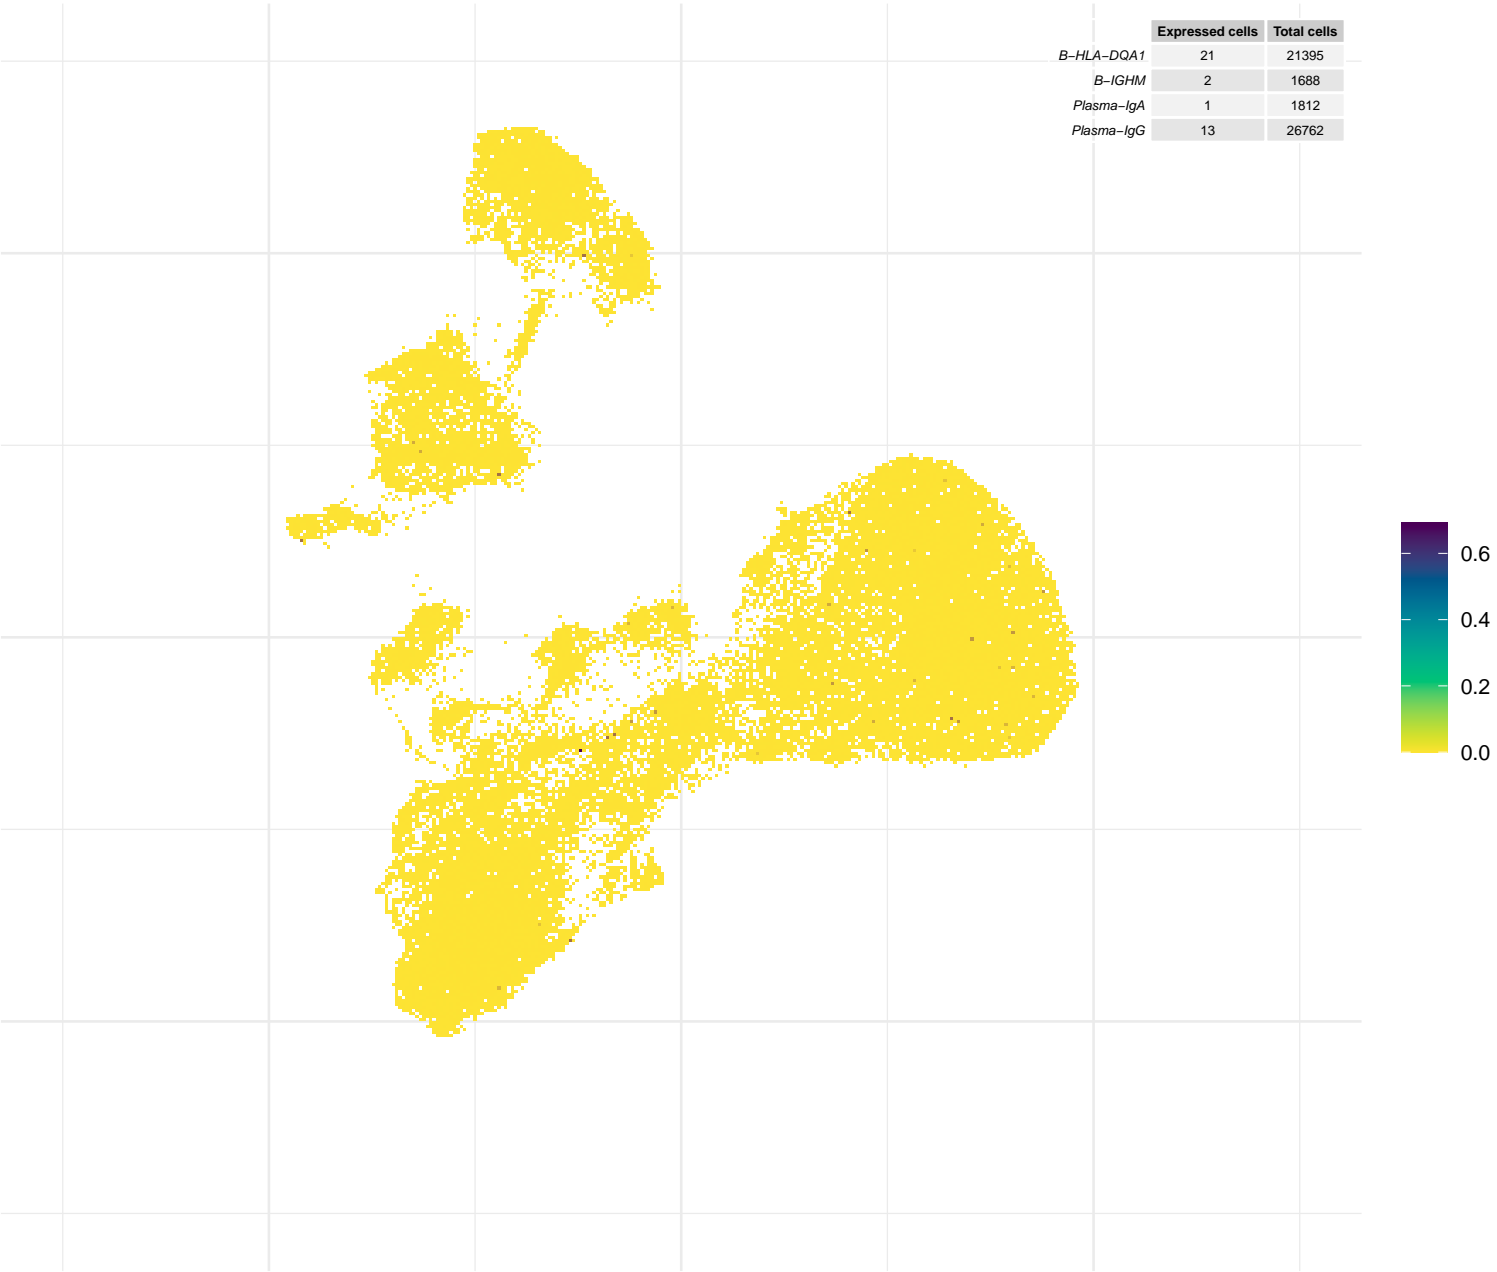 Expressed cells Total cells
B−HLA−DQA1 21 21395
B−IGHM 2 1688
Plasma−IgA 1 1812
Plasma−IgG 13 26762
0.6
0.4
0.2
0.0